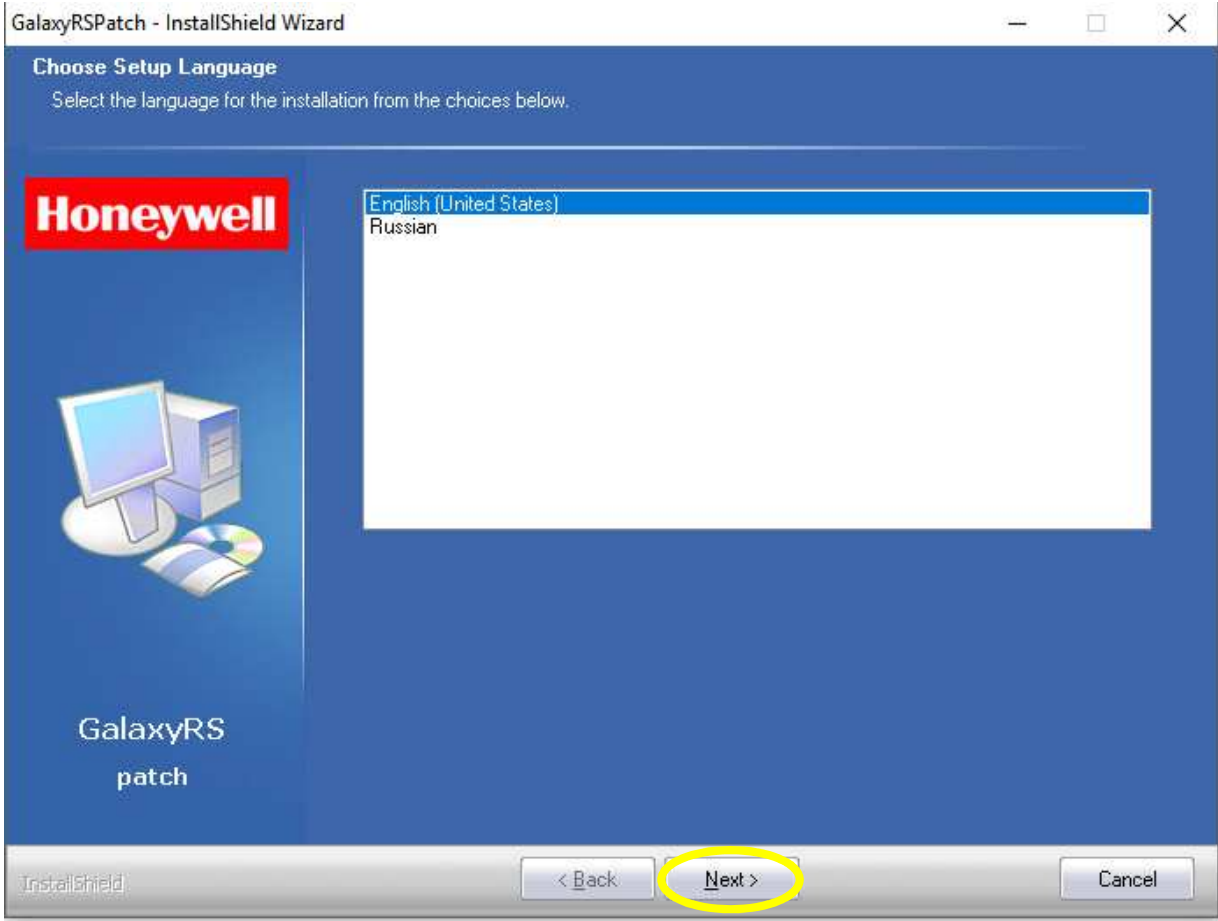 GalaxyRSPatch - InstallShield Wizard
Choose Setup Language
Select the language for the installation from the choices below.
Honeywell
English (United States)
Russian
GalaxyRS
patch
InstallShield
< Back
Next >
Cancel